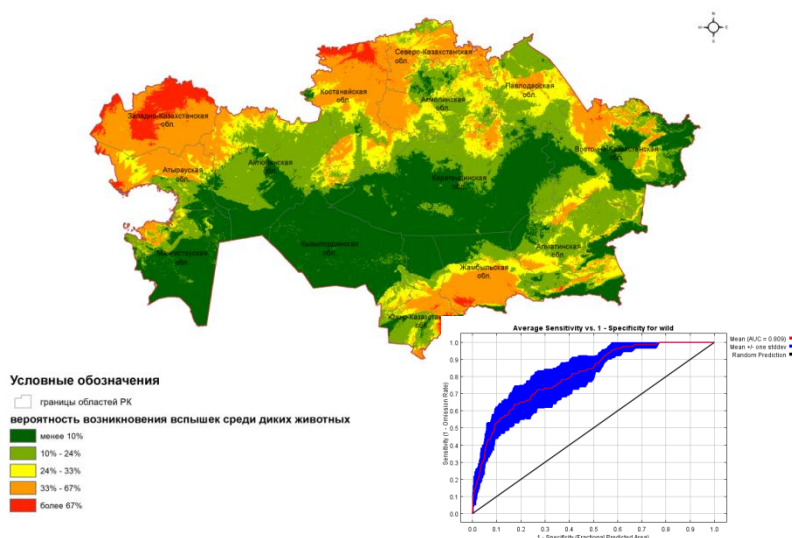 N
W
E
S
Северо-Казахстанская
обл.
Костанайская
обл.
Акмолинская
обл.
Павлодарская
обл.
Западно-Казахстанская
обл.
Атырауская
обл.
Актюбинская
обл.
Восточно-Казахстанская
обл.
Карагандинская
обл.
Мангистауская
обл.
Кызылординская
обл.
Алматинская
обл.
Жамбылская
обл.
обл.
Условные обозначения
границы областей РК
вероятность возникновения вспышек среди диких животных
менее 10%
10% - 24%
24% - 33%
33% - 67%
более 67%
Average Sensitivity vs. 1 - Specificity for wild
Mean (AUC = 0.809)
Mean +/- one stddev
Random Prediction
Sensitivity (1 - Omission Rate)
1.0
0.9
0.8
0.7
0.6
0.5
0.4
0.3
0.2
0.1
0.0
0.0 0.1 0.2 0.3 0.4 0.5 0.6 0.7 0.8 0.9 1.0
1 - Specificity (Fractional Predicted Area)